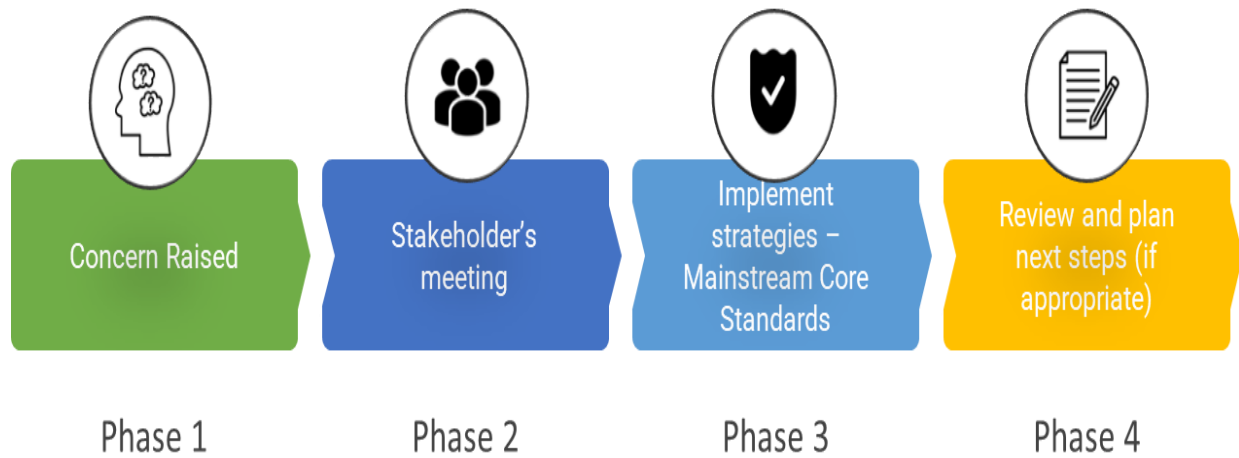 Concern Raised
Stakeholder’s
meeting
Implement
strategies –
Mainstream Core
Standards
Review and plan
next steps (if
appropriate)
Phase 1
Phase 2
Phase 3
Phase 4